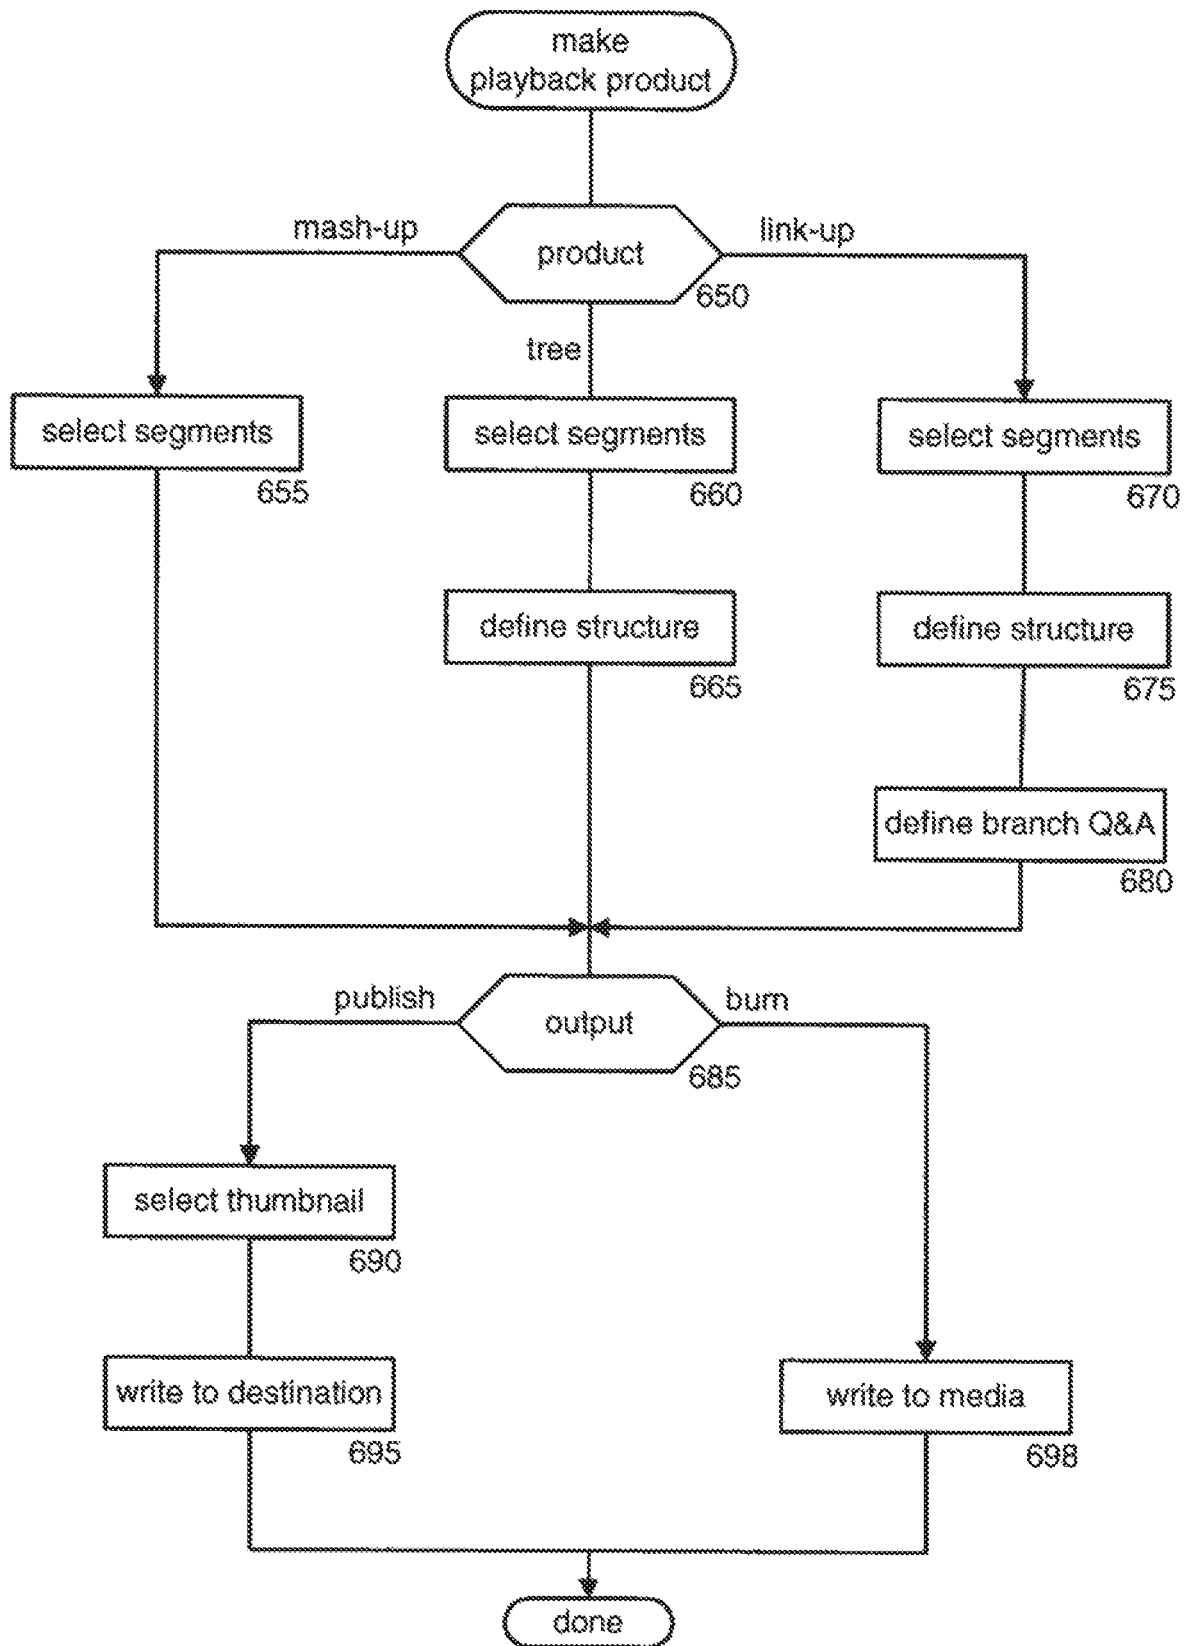 make
playback product
mash-up
product
link-up
650
tree
select segments
655
select segments
660
select segments
670
define structure
665
define structure
675
define branch Q&A
680
publish
output
burn
685
select thumbnail
690
write to destination
695
write to media
698
done